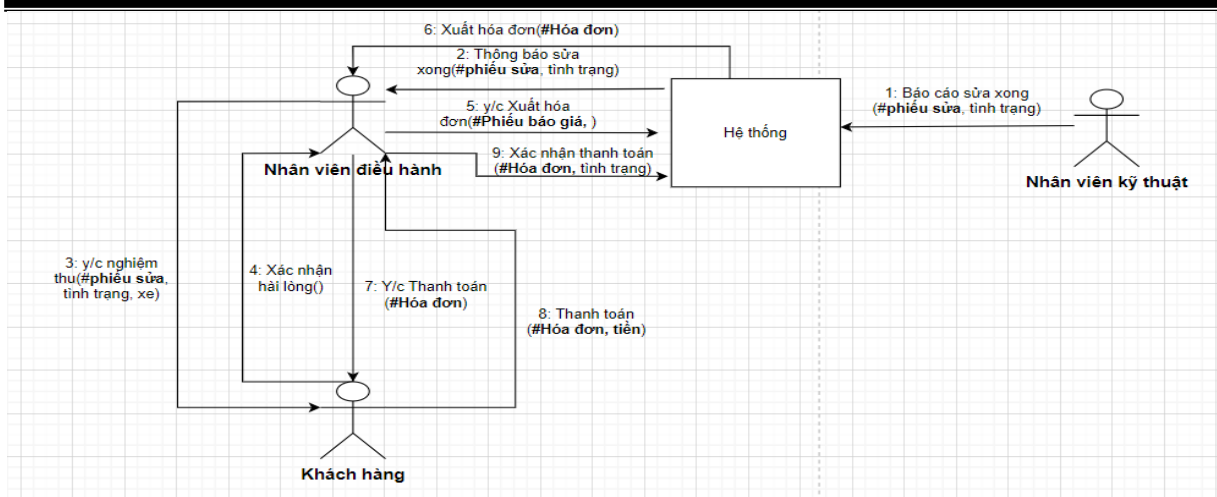 6: Xuất hóa đơn(#Hóa đơn)
2: Thông báo sửa
xong(#phiếu sửa, tình trạng)
1: Báo cáo sửa xong
(#phiếu sửa, tình trạng)
5: y/c Xuất hóa
đơn(#Phiếu báo giá, )
Hệ thống
9: Xác nhận thanh toán
(#Hóa đơn, tình trạng)
Nhân viên điều hành
Nhân viên kỹ thuật
3: y/c nghiệm
thu(#phiếu sửa,
tình trạng, xe)
4: Xác nhận
hài lòng()
7: Y/c Thanh toán
(#Hóa đơn)
8: Thanh toán
(#Hóa đơn, tiền)
Khách hàng